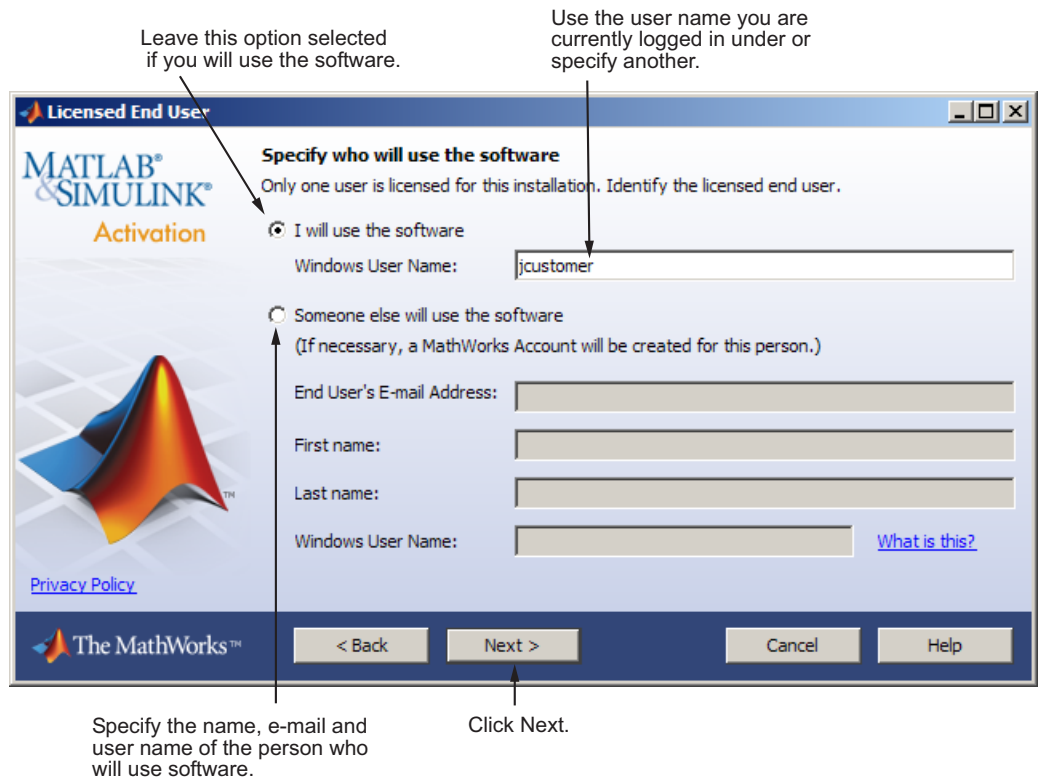 Leave this option selected
if you will use the software.
Use the user name you are
currently logged in under or
specify another.
Licensed End User
MATLAB®
&SIMULINK®
Activation
Specify who will use the software
Only one user is licensed for this installation. Identify the licensed end user.
I will use the software
Windows User Name: jcustomer
Someone else will use the software
(If necessary, a MathWorks Account will be created for this person.)
End User's E-mail Address:
First name:
Last name:
TM
Windows User Name: What is this?
Privacy Policy
The MathWorks™ < Back Next > Cancel Help
Specify the name, e-mail and
user name of the person who
will use software.
Click Next.